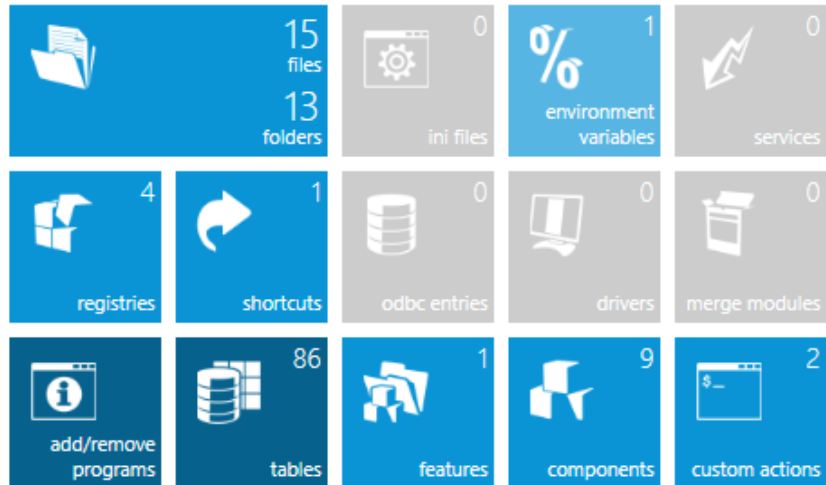 15
files
13
folders
0
ini files
1
environment
variables
0
services
4
registries
1
shortcuts
0
odbc entries
0
drivers
0
merge modules
add/remove
programs
86
tables
1
features
9
components
$_
2
custom actions